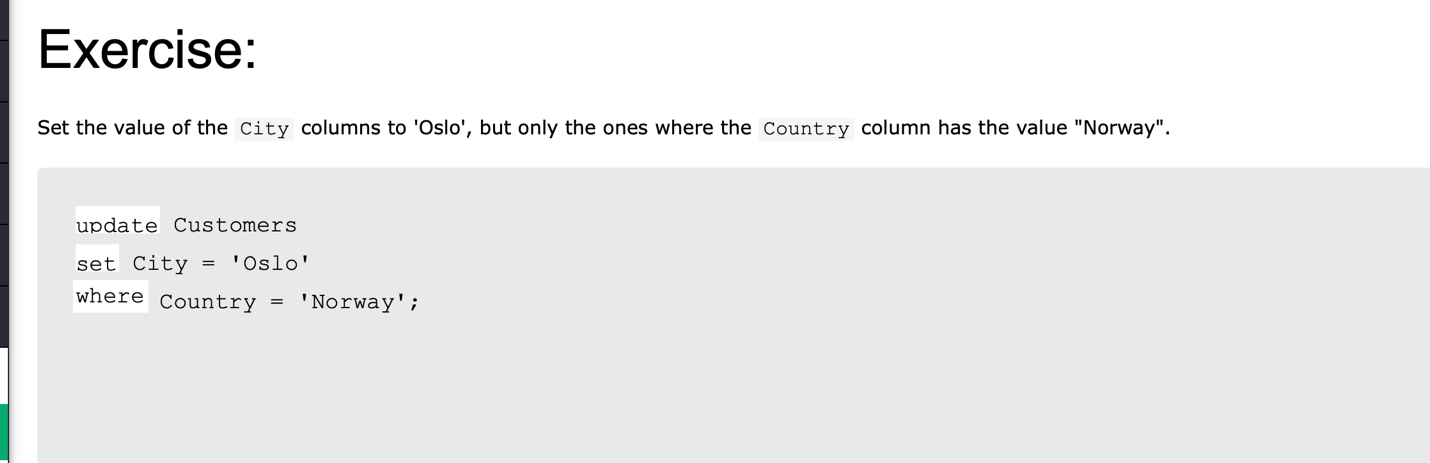 Exercise:
Set the value of the City columns to 'Oslo', but only the ones where the Country column has the value "Norway".
update Customers
set City = 'Oslo'
where Country = 'Norway';